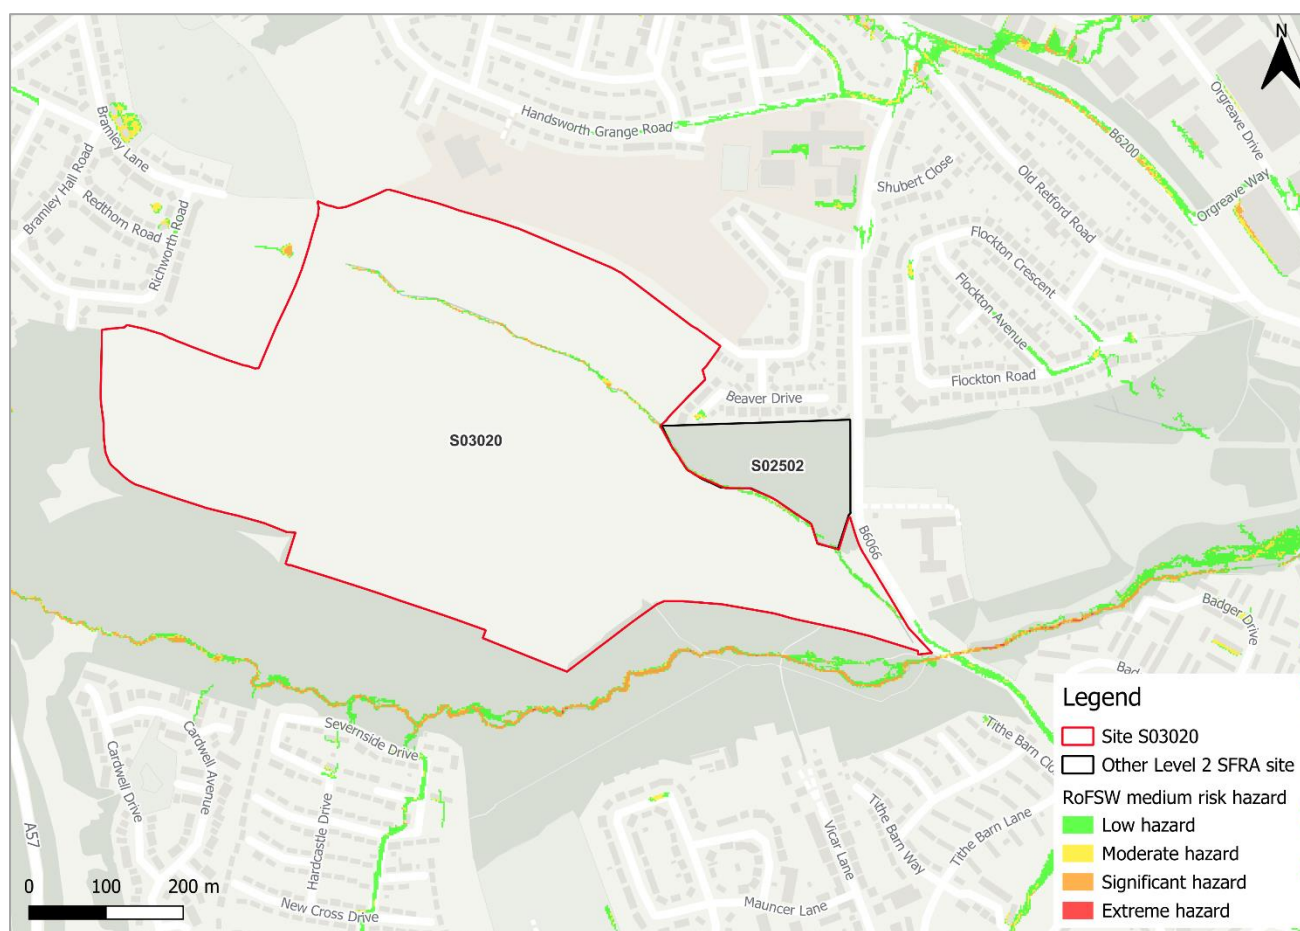 N
Handsworth Grange Road
Bramley Lane
Bramley Hall Road
Redthorn Road
Richworth Road
Shubert Close
B6200
Orgreave Drive
Orgreave Way
Old Retford Road
Flockton Crescent
Flockton Avenue
Flockton Road
Beaver Drive
S03020
S02502
B6066
Badger Drive
Bad
Severnside Drive
Cardwell Avenue
Cardwell Drive
Hardcastle Drive
New Cross Drive
A57
Tithe Barn Clo
Tithe Barn Way
Tithe Barn Lane
Vicar Lane
Mauncer Lane
0 100 200 m
Legend
Site S03020
Other Level 2 SFRA site
RoFSW medium risk hazard
Low hazard
Moderate hazard
Significant hazard
Extreme hazard